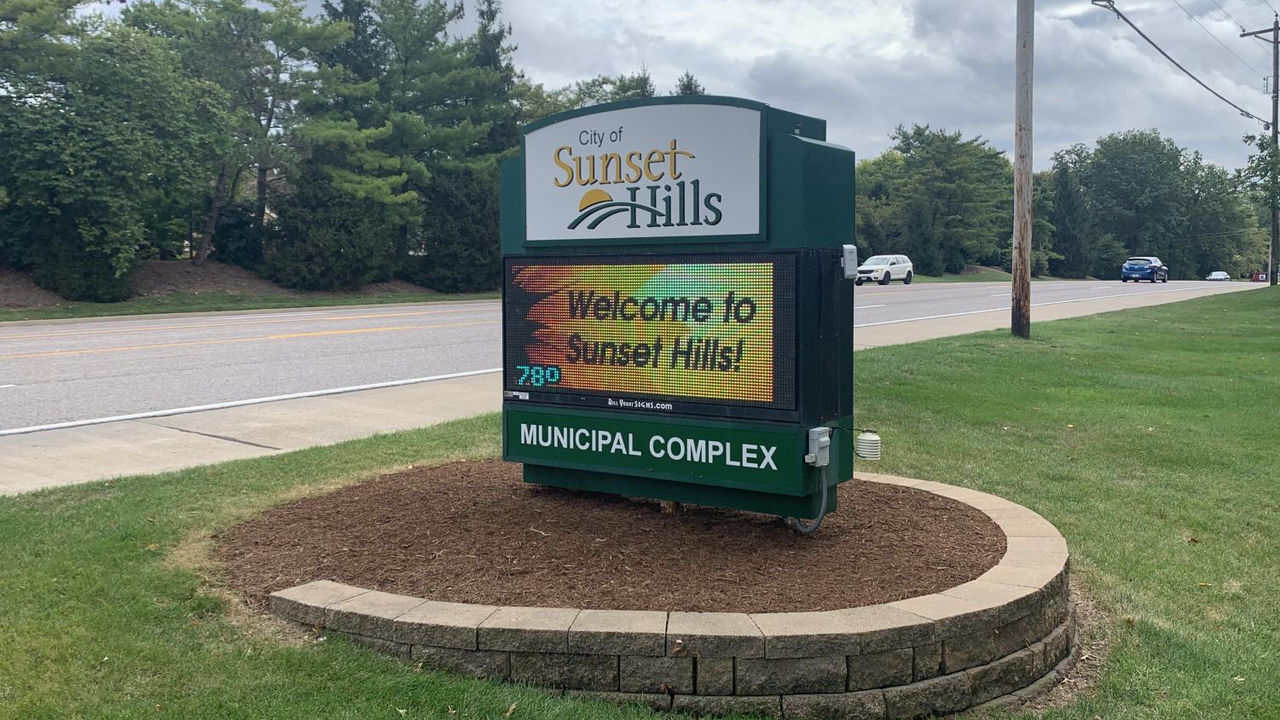 City of
Sunset
Hills
Welcome to
Sunset Hills!
78°
MUNICIPAL COMPLEX